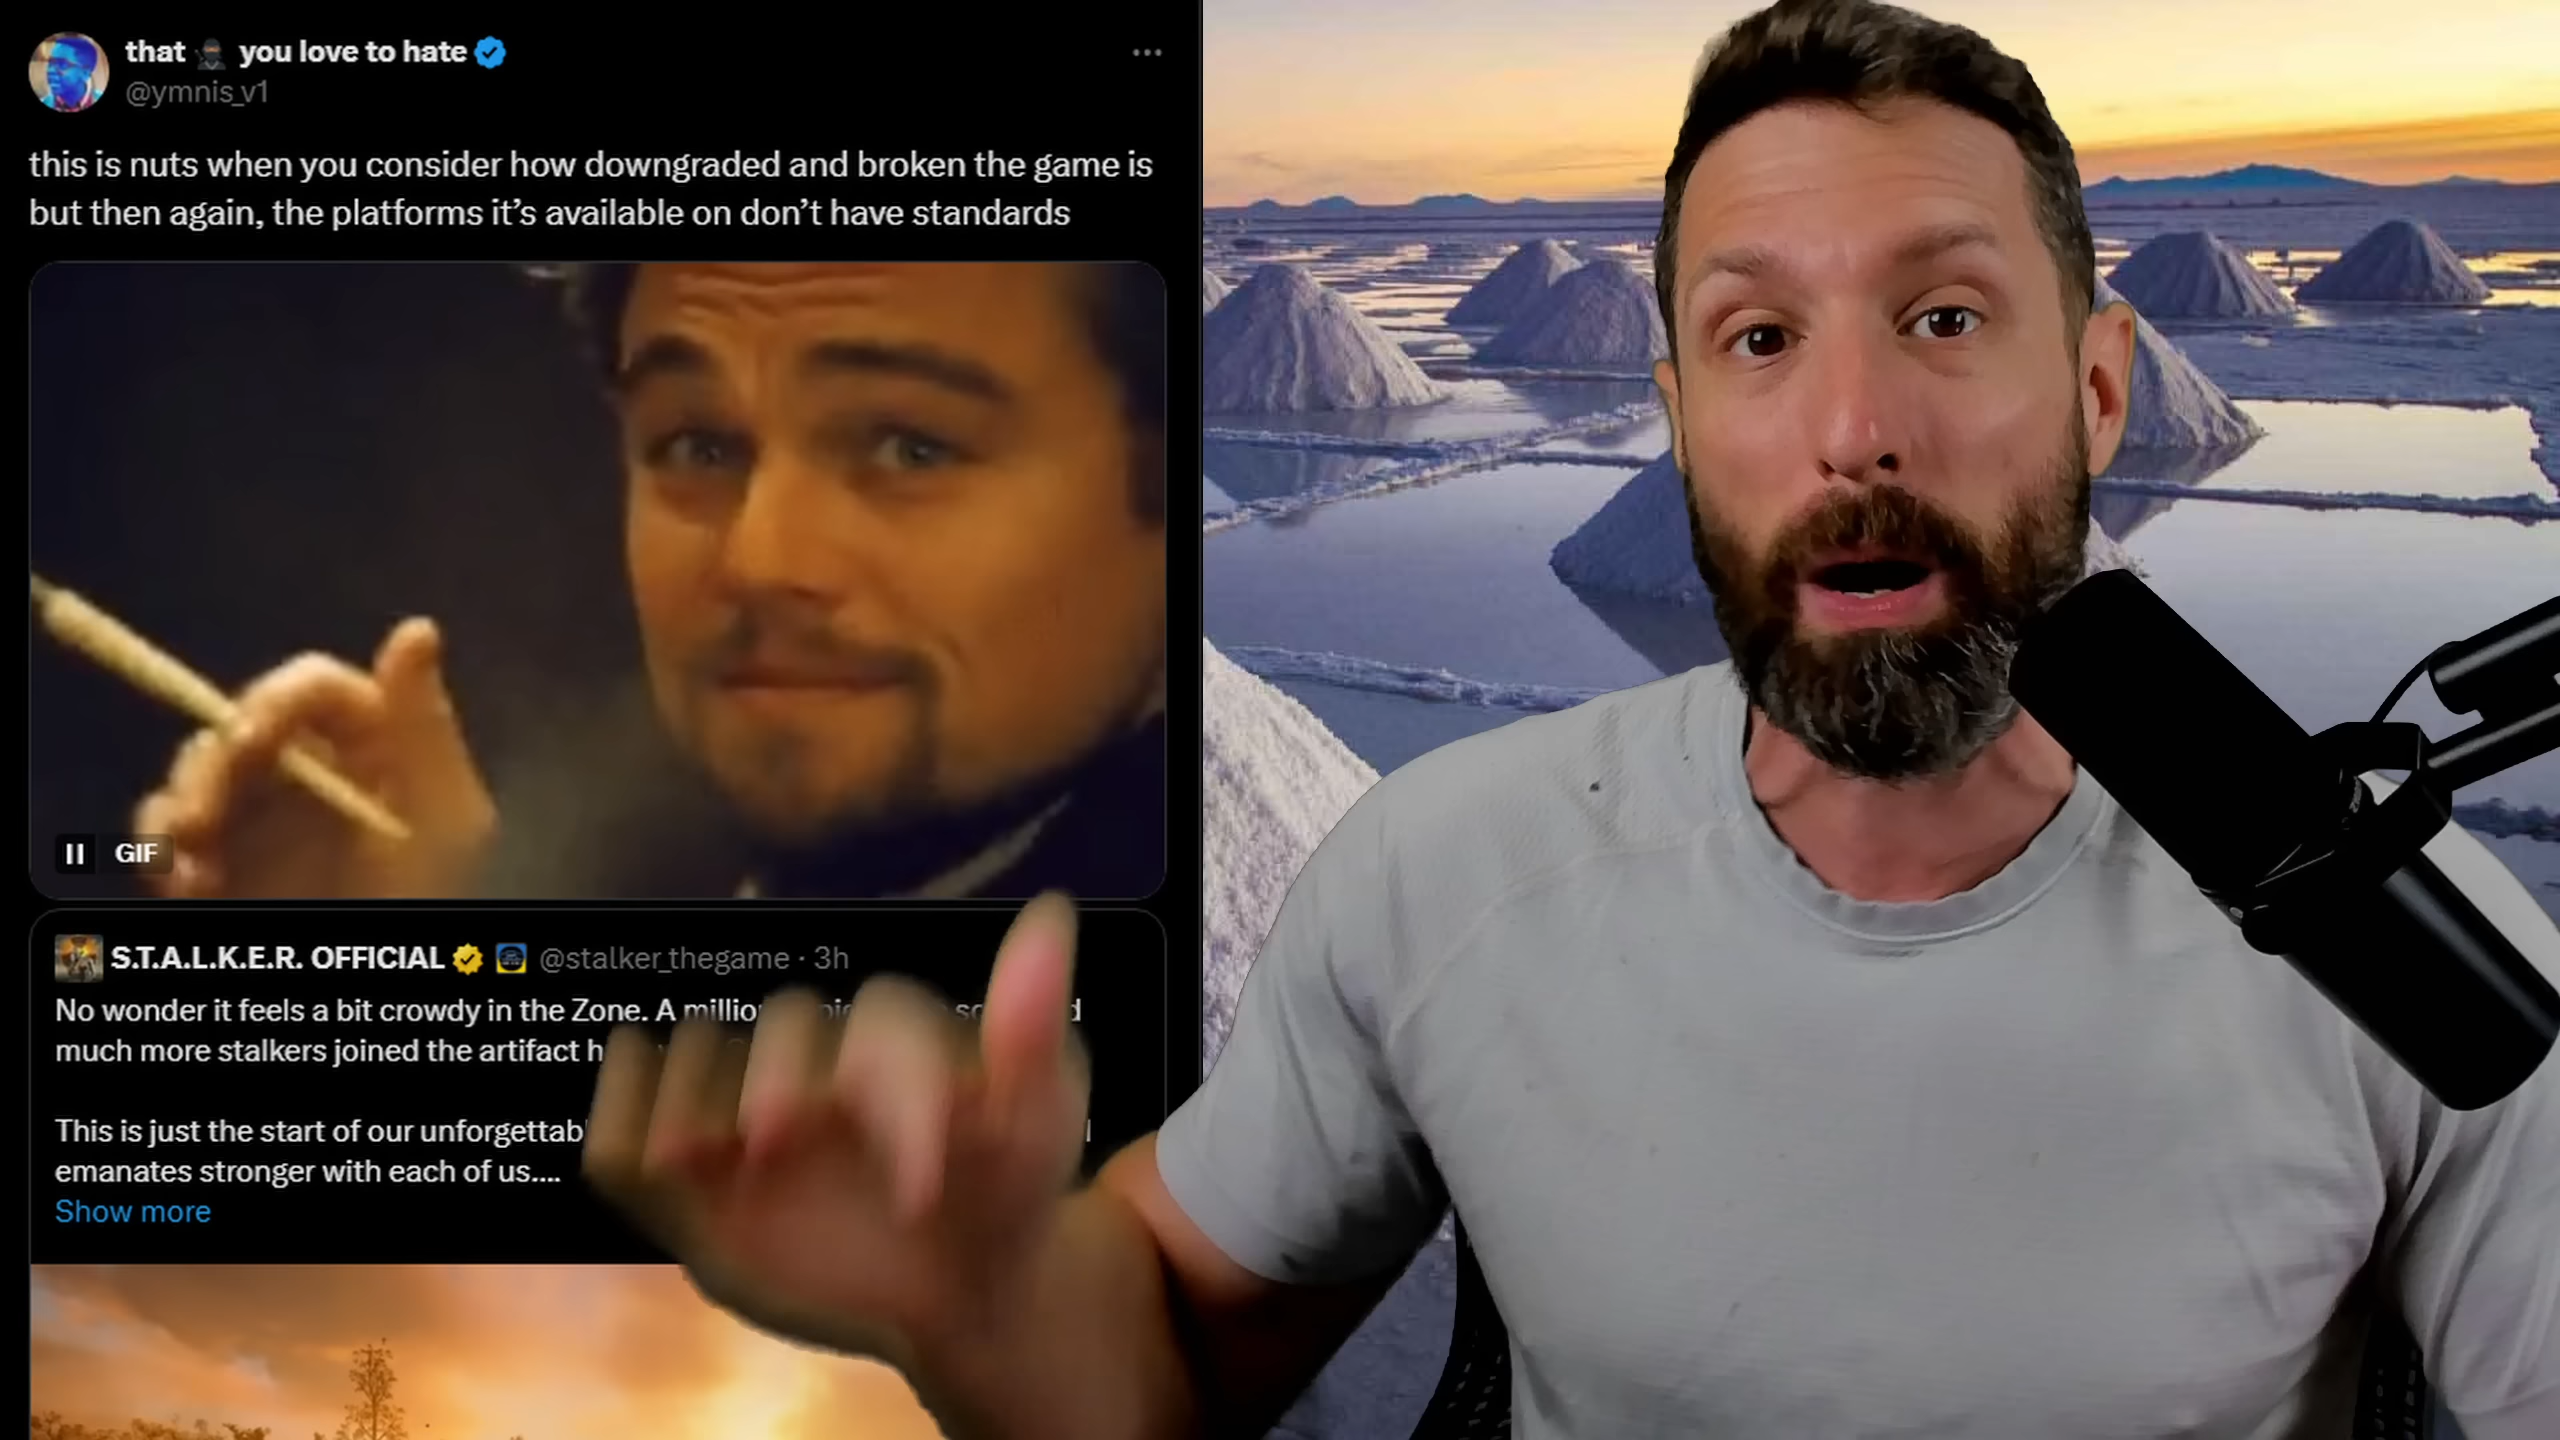 that you love to hate
@ymnis_v1
this is nuts when you consider how downgraded and broken the game is
but then again, the platforms it’s available on don’t have standards
GIF
S.T.A.L.K.E.R. OFFICIAL @stalker_thegame · 3h
No wonder it feels a bit crowdy in the Zone. A
much more stalkers joined the artifact
This is just the start of our
emanates stronger with each of us....
Show more